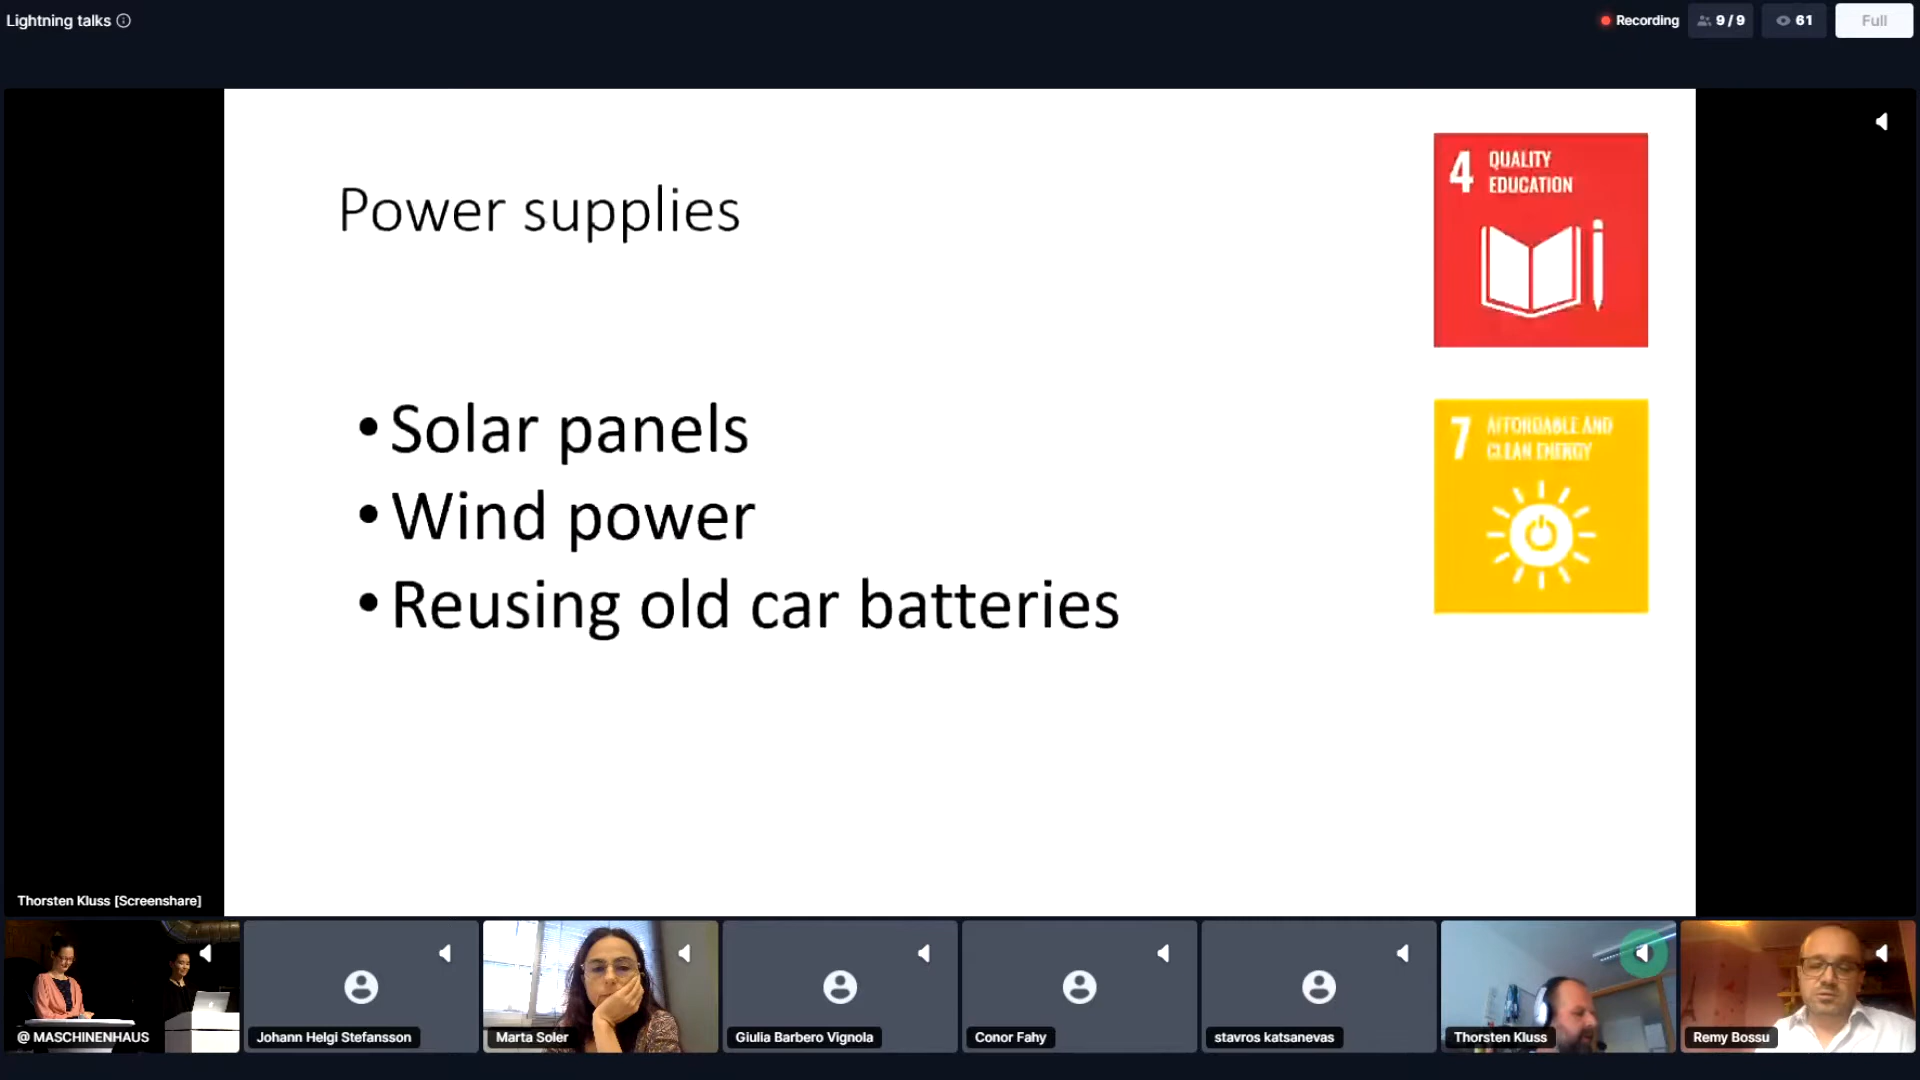 Lightning talks
Recording
9 / 9
61
Full
Power supplies
4 QUALITY
EDUCATION
• Solar panels
• Wind power
• Reusing old car batteries
7 AFFORDABLE AND
CLEAN ENERGY
Thorsten Kluss [Screenshare]
@ MASCHINENHAUS
Johann Helgi Stefansson
Marta Soler
Giulia Barbero Vignola
Conor Fahy
stavros katsanevas
Thorsten Kluss
Remy Bossu